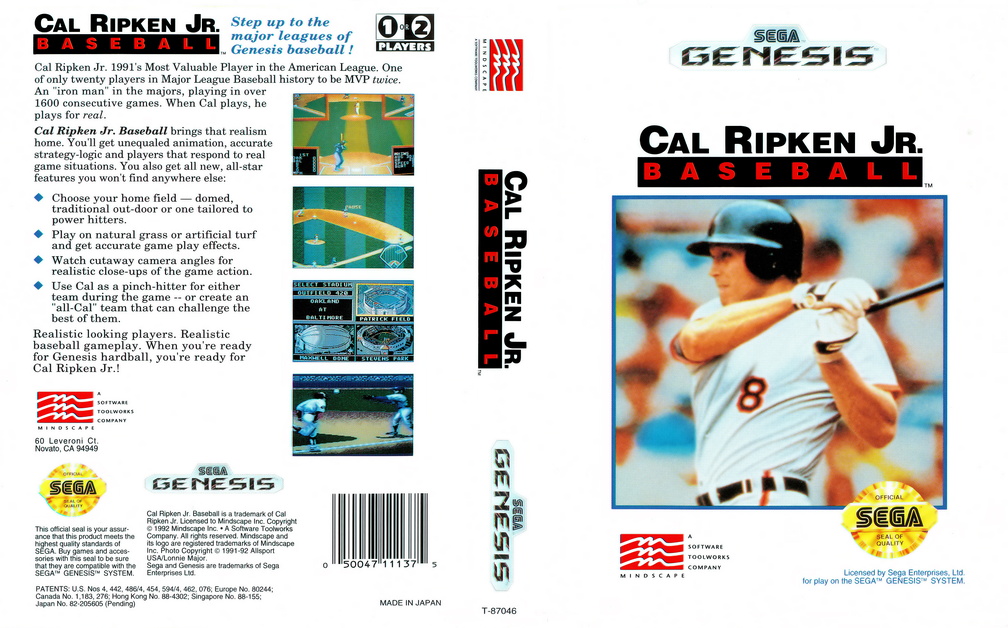 CAL RIPKEN JR.
BASEBALL™
Step up to the
major leagues of
Genesis baseball !
1 OR 2
PLAYERS
Cal Ripken Jr. 1991's Most Valuable Player in the American League. One
of only twenty players in Major League Baseball history to be MVP twice.
An "iron man" in the majors, playing in over
1600 consecutive games. When Cal plays, he
plays for real.
Cal Ripken Jr. Baseball brings that realism
home. You'll get unequaled animation, accurate
strategy-logic and players that respond to real
game situations. You also get all new, all-star
features you won't find anywhere else:
Choose your home field — domed,
traditional out-door or one tailored to
power hitters.
Play on natural grass or artificial turf
and get accurate game play effects.
Watch cutaway camera angles for
realistic close-ups of the game action.
Use Cal as a pinch-hitter for either
team during the game -- or create an
"all-Cal" team that can challenge the
best of them.
Realistic looking players. Realistic
baseball gameplay. When you're ready
for Genesis hardball, you're ready for
Cal Ripken Jr.!
SELECT STADIUM
OUTFIELD 420
OAKLAND
AT
BALTIMORE
PATRICK FIELD
MAXWELL DOME
STEVENS PARK
MINDSCAPE
A
SOFTWARE
TOOLWORKS
COMPANY
60 Leveroni Ct.
Novato, CA 94949
OFFICIAL
SEGA
SEAL OF
QUALITY
This official seal is your assur-
ance that this product meets the
highest quality standards of
SEGA. Buy games and acces-
sories with this seal to be sure
that they are compatible with the
SEGA™ GENESIS™ SYSTEM.
SEGA
GENESIS
Cal Ripken Jr. Baseball is a trademark of Cal
Ripken Jr. Licensed to Mindscape Inc. Copyright
© 1992 Mindscape Inc. • A Software Toolworks
Company. All rights reserved. Mindscape and
its logo are registered trademarks of Mindscape
Inc. Photo Copyright © 1991-92 Allsport
USA/Lonnie Major.
Sega and Genesis are trademarks of Sega
Enterprises Ltd.
0 50047 11137 5
PATENTS: U.S. Nos 4, 442, 486/4, 454, 594/4, 462, 076; Europe No. 80244;
Canada No. 1,183, 276; Hong Kong No. 88-4302; Singapore No. 88-155;
Japan No. 82-205605 (Pending)
MADE IN JAPAN
MINDSCAPE
A SOFTWARE TOOLWORKS COMPANY
CAL RIPKEN JR.
BASEBALL™
SEGA
GENESIS
T-87046
SEGA™
GENESIS™
CAL RIPKEN JR.
BASEBALL™
8
OFFICIAL
SEGA
SEAL OF
QUALITY
MINDSCAPE
A
SOFTWARE
TOOLWORKS
COMPANY
Licensed by Sega Enterprises, Ltd.
for play on the SEGA™ GENESIS™ SYSTEM.